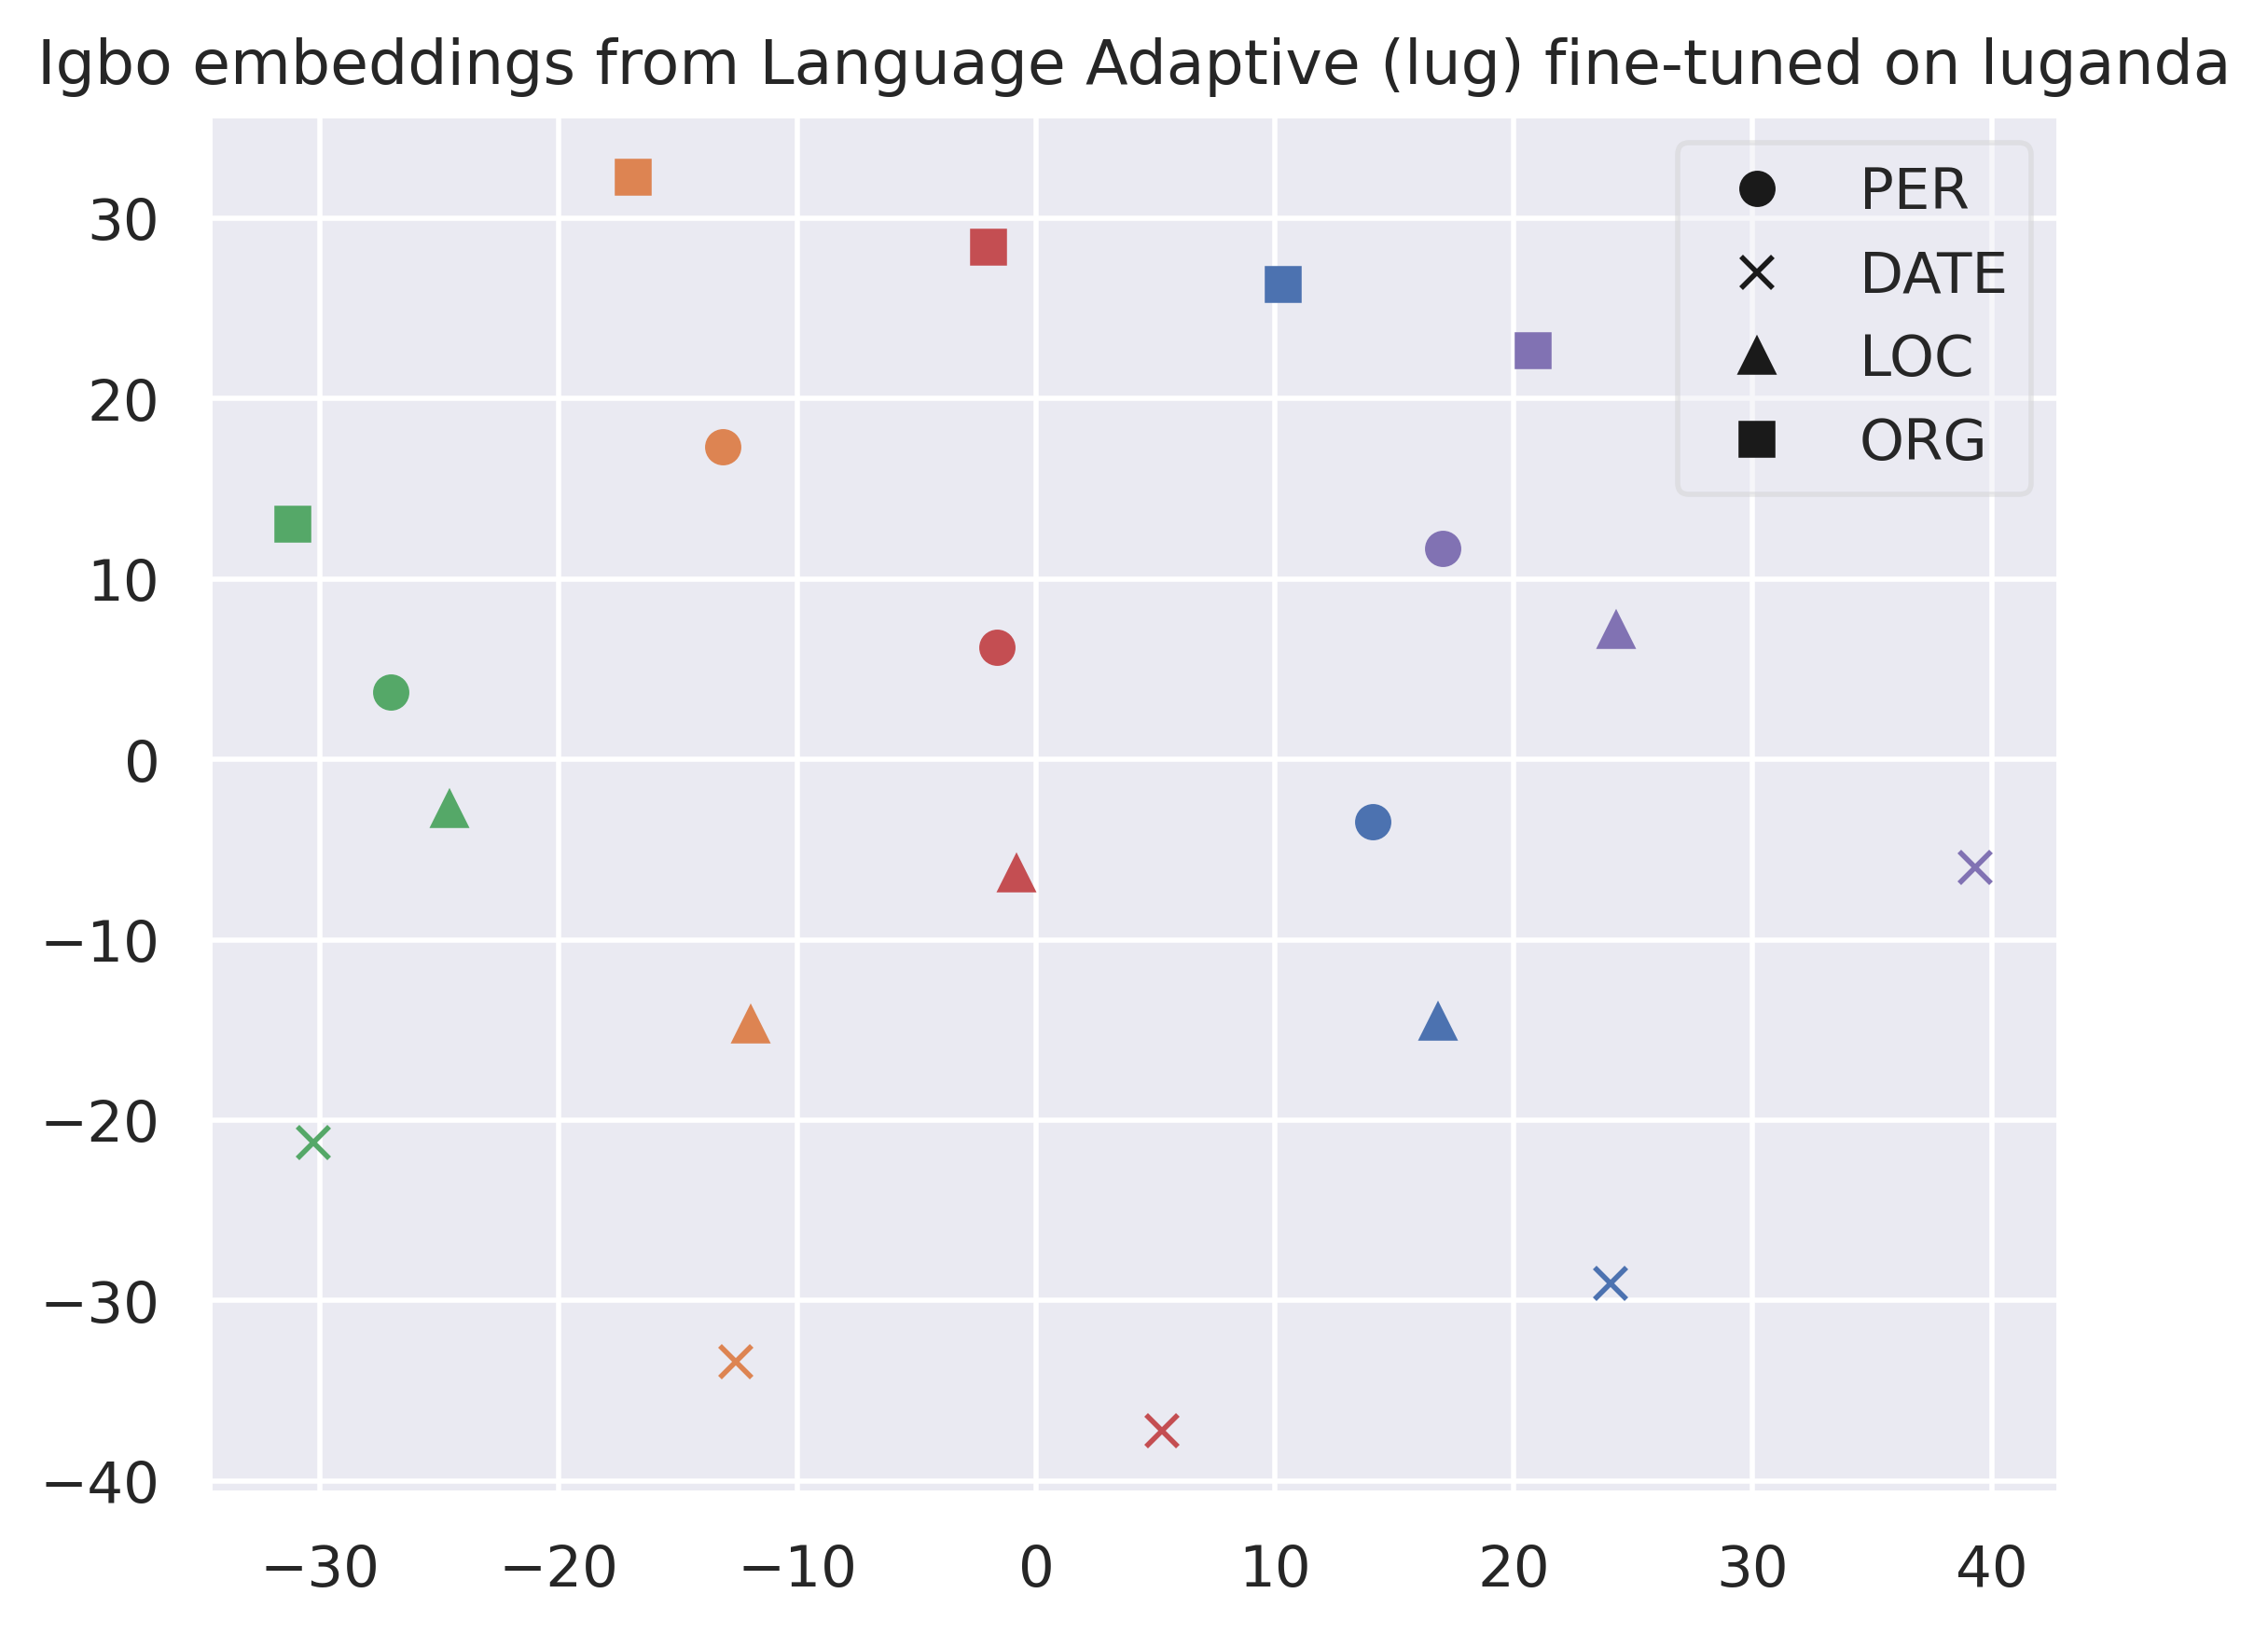 Igbo embeddings from Language Adaptive (lug) fine-tuned on luganda
PER
DATE
LOC
ORG
30
20
10
0
−10
−20
−30
−40
−30 −20 −10 0 10 20 30 40